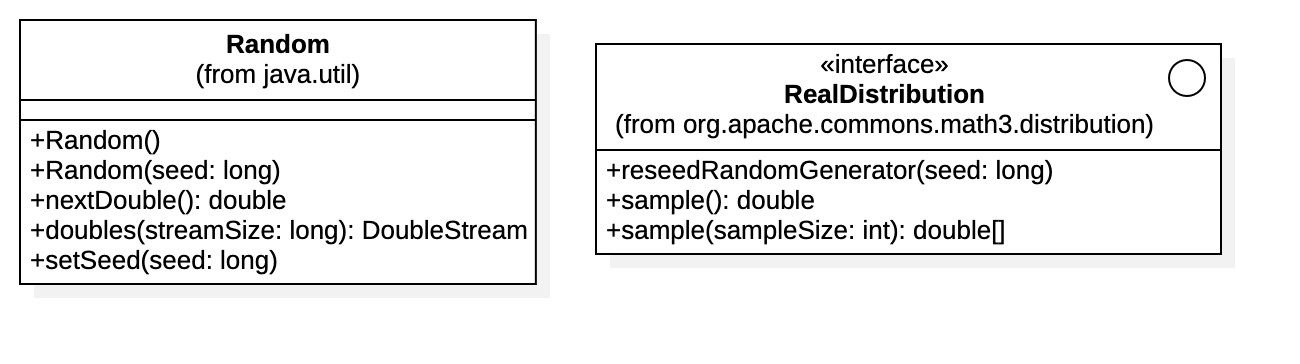 Random
(from java.util)
+Random()
+Random(seed: long)
+nextDouble(): double
+doubles(streamSize: long): DoubleStream
+setSeed(seed: long)
«interface»
RealDistribution
(from org.apache.commons.math3.distribution)
+reseedRandomGenerator(seed: long)
+sample(): double
+sample(sampleSize: int): double[]